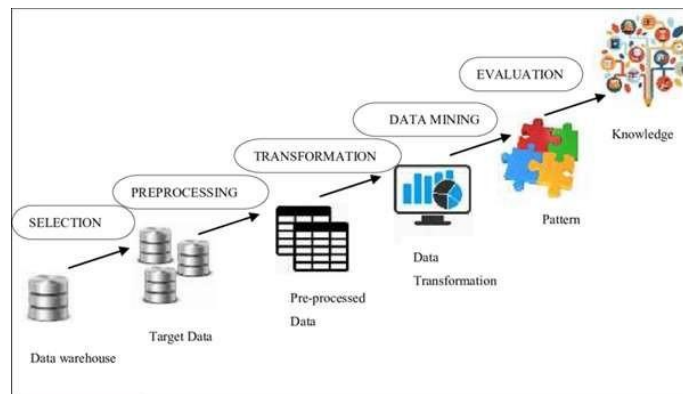 EVALUATION
Knowledge
DATA MINING
Pattern
TRANSFORMATION
Data
Transformation
PREPROCESSING
Pre-processed
Data
SELECTION
Target Data
Data warehouse